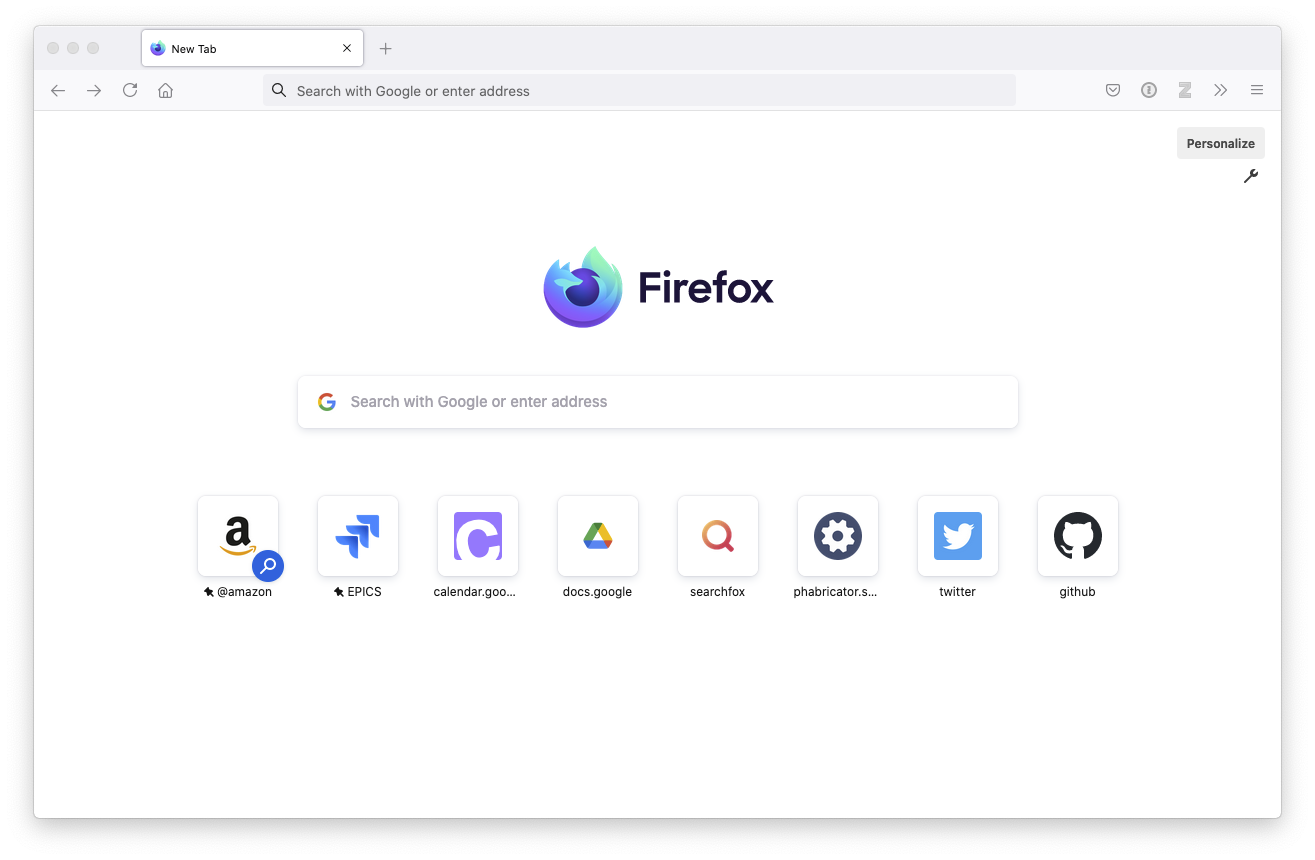 New Tab
Search with Google or enter address
Personalize
Firefox
Search with Google or enter address
@amazon
EPICS
calendar.goo...
docs.google
searchfox
phabricator.s...
twitter
github